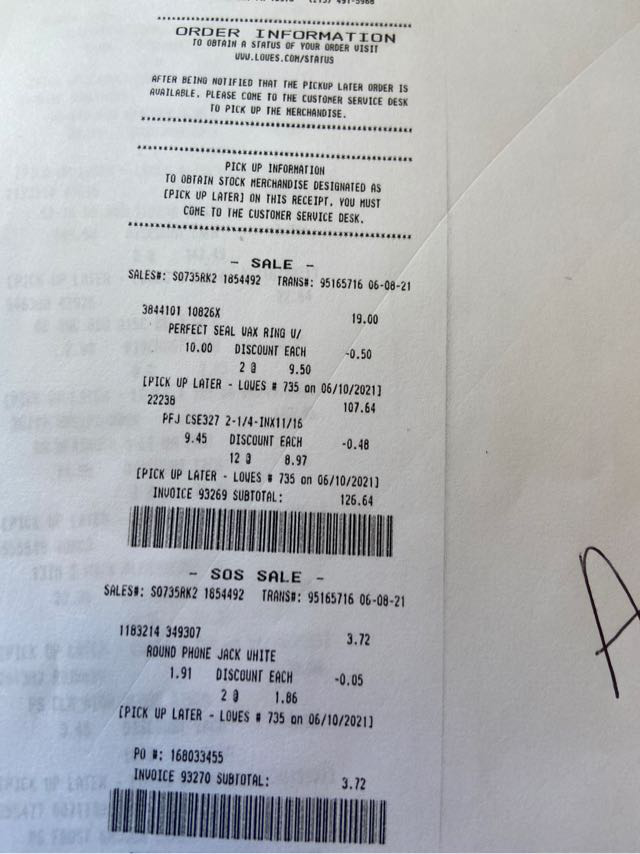 ****************************************
ORDER INFORMATION
TO OBTAIN A STATUS OF YOUR ORDER VISIT
WWW.LOWES.COM/STATUS
AFTER BEING NOTIFIED THAT THE PICKUP LATER ORDER IS
AVAILABLE, PLEASE COME TO THE CUSTOMER SERVICE DESK
TO PICK UP THE MERCHANDISE.
****************************************
****************************************
PICK UP INFORMATION
TO OBTAIN STOCK MERCHANDISE DESIGNATED AS
[PICK UP LATER] ON THIS RECEIPT, YOU MUST
COME TO THE CUSTOMER SERVICE DESK.
****************************************
- SALE -
SALES#: S0735RK2 1854492 TRANS#: 95165716 06-08-21
3844101 10826X 19.00
PERFECT SEAL WAX RING W/
10.00 DISCOUNT EACH -0.50
2 @ 9.50
[PICK UP LATER - LOWES # 735 on 06/10/2021]
22238 107.64
PFJ CSE327 2-1/4-INX11/16
9.45 DISCOUNT EACH -0.48
12 @ 8.97
[PICK UP LATER - LOWES # 735 on 06/10/2021]
INVOICE 93269 SUBTOTAL: 126.64
- SOS SALE -
SALES#: S0735RK2 1854492 TRANS#: 95165716 06-08-21
1183214 349307 3.72
ROUND PHONE JACK WHITE
1.91 DISCOUNT EACH -0.05
2 @ 1.86
[PICK UP LATER - LOWES # 735 on 06/10/2021]
PO #: 168033455
INVOICE 93270 SUBTOTAL: 3.72
A